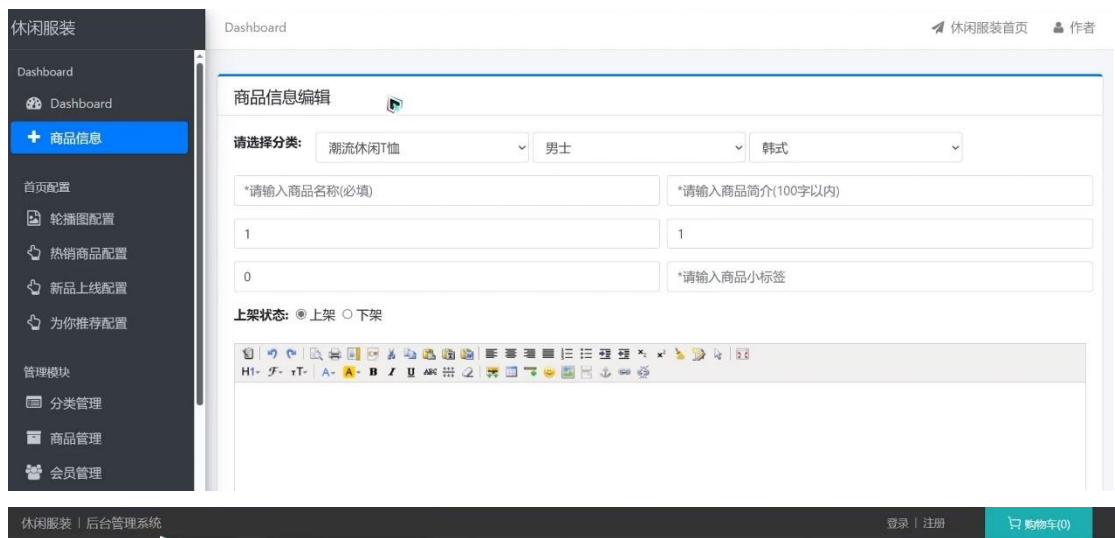 休闲服装
Dashboard
休闲服装首页
作者
Dashboard
Dashboard
商品信息
首页配置
轮播图配置
热销商品配置
新品上线配置
为你推荐配置
管理模块
分类管理
商品管理
会员管理
商品信息编辑
请选择分类: 潮流休闲T恤 男士 韩式
*请输入商品名称(必填) *请输入商品简介(100字以内)
1 1
0 *请输入商品小标签
上架状态: 上架 下架
H1- F- TT- A- A- B I U ABC
休闲服装 | 后台管理系统 登录 | 注册 购物车(0)